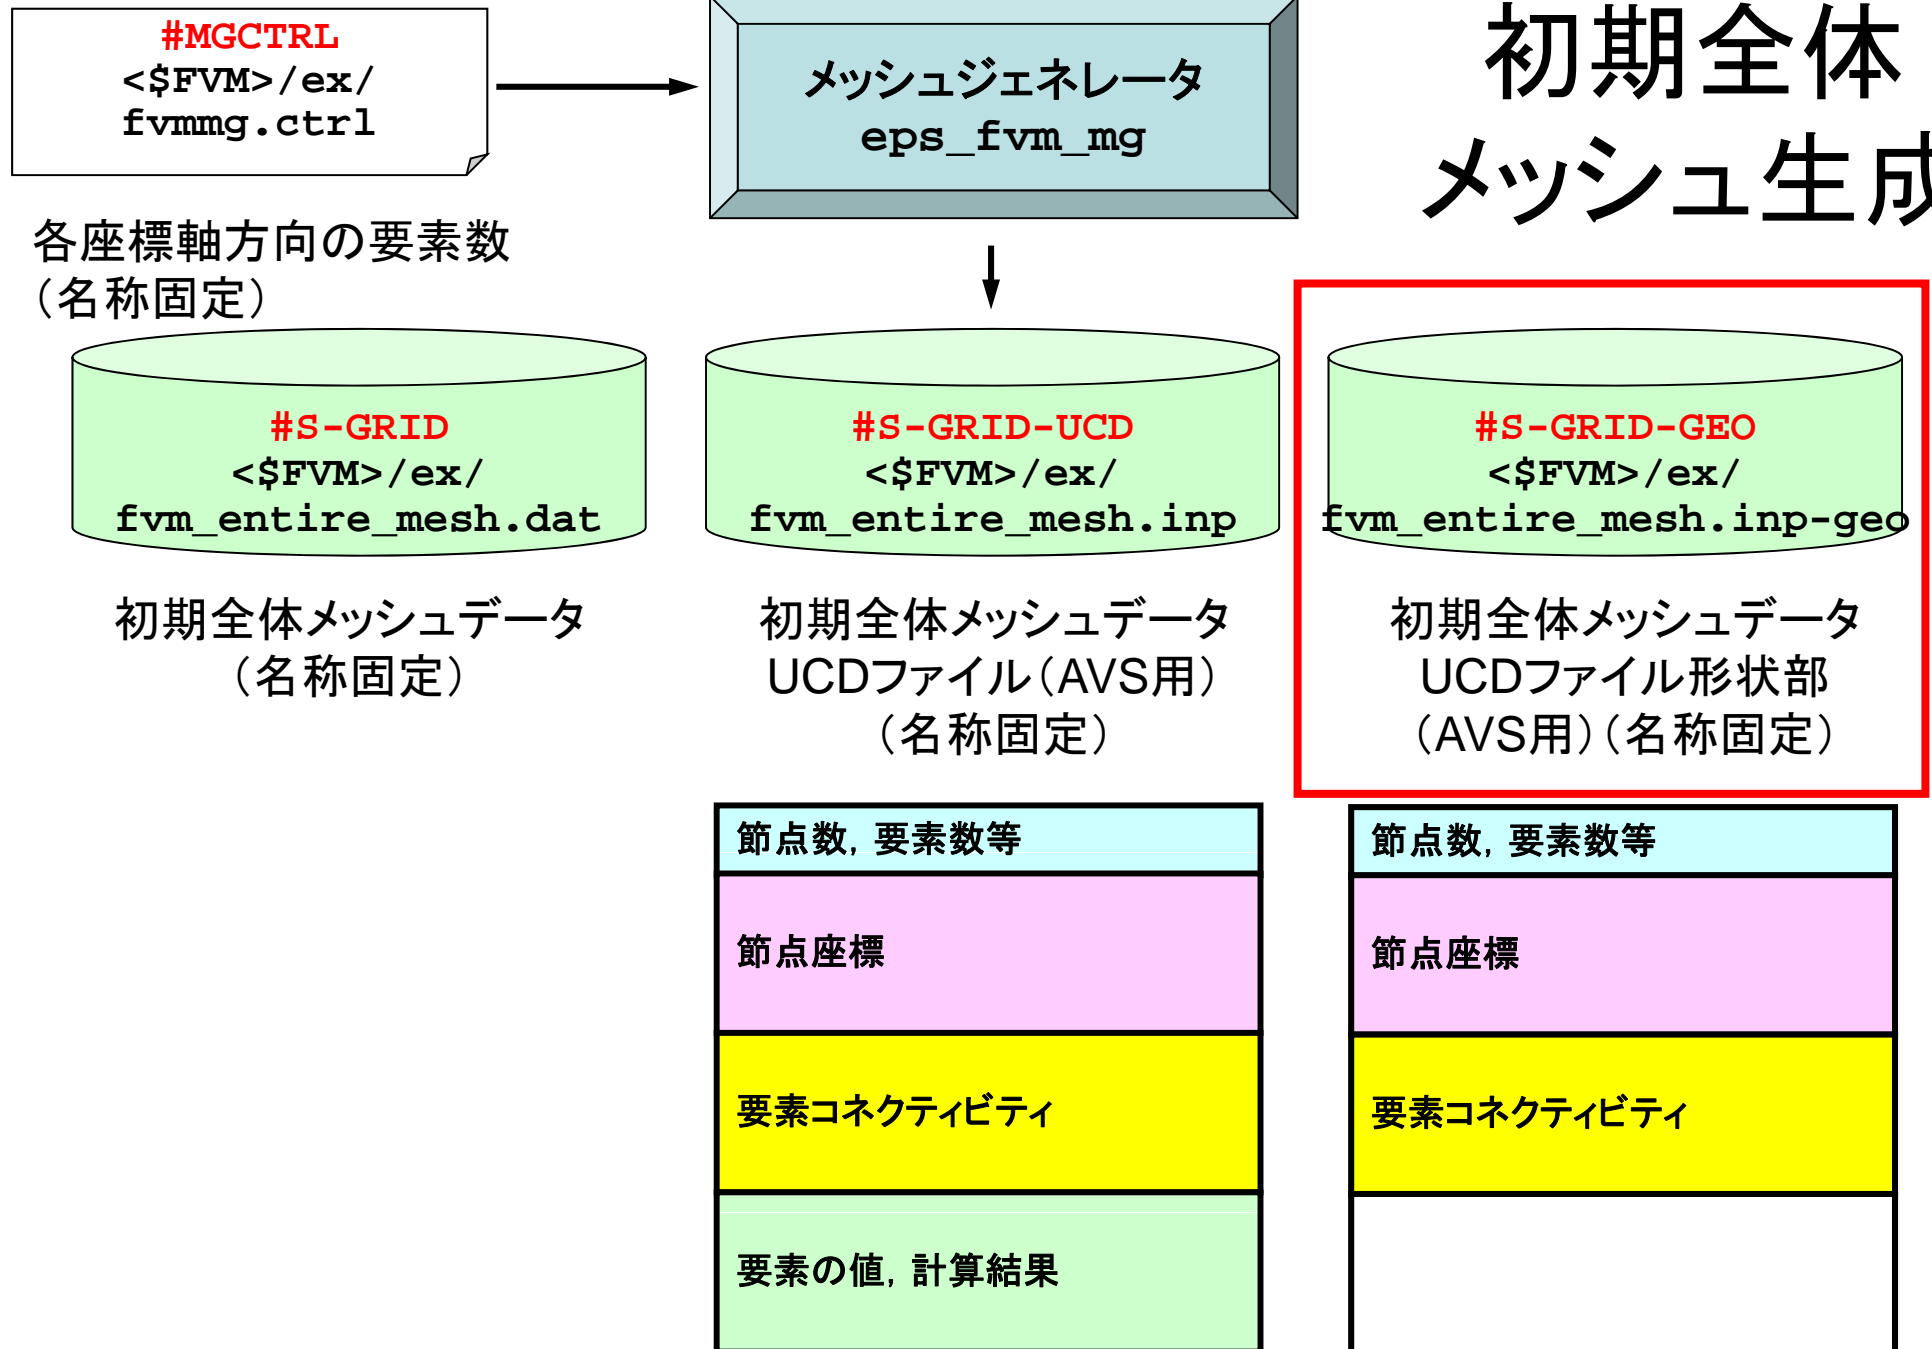 #MGCTRL
<$FVM>/ex/
fvmmg.ctrl
メッシュジェネレータ
eps_fvm_mg
初期全体
メッシュ生成
各座標軸方向の要素数
（名称固定）
#S-GRID
<$FVM>/ex/
fvm_entire_mesh.dat
#S-GRID-UCD
<$FVM>/ex/
fvm_entire_mesh.inp
#S-GRID-GEO
<$FVM>/ex/
fvm_entire_mesh.inp-geo
初期全体メッシュデータ
（名称固定）
初期全体メッシュデータ
UCDファイル（AVS用）
（名称固定）
初期全体メッシュデータ
UCDファイル形状部
（AVS用）（名称固定）
節点数，要素数等
節点座標
要素コネクティビティ
要素の値，計算結果
節点数，要素数等
節点座標
要素コネクティビティ